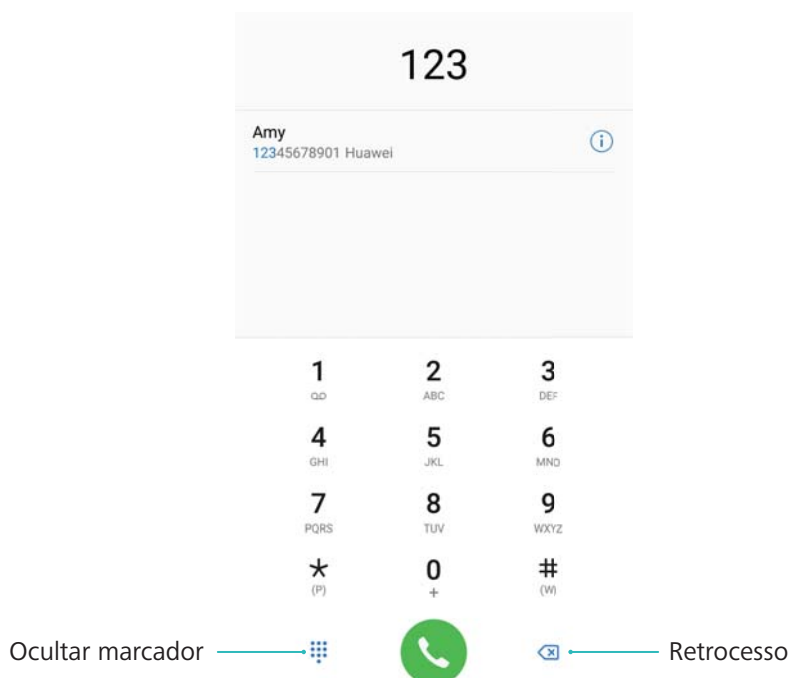 123
Amy
12345678901 Huawei
1 2 3
ABC DEF
4 5 6
GHI JKL MNO
7 8 9
PQRS TUV WXYZ
* 0 #
(P) + (W)
Ocultar marcador Retrocesso